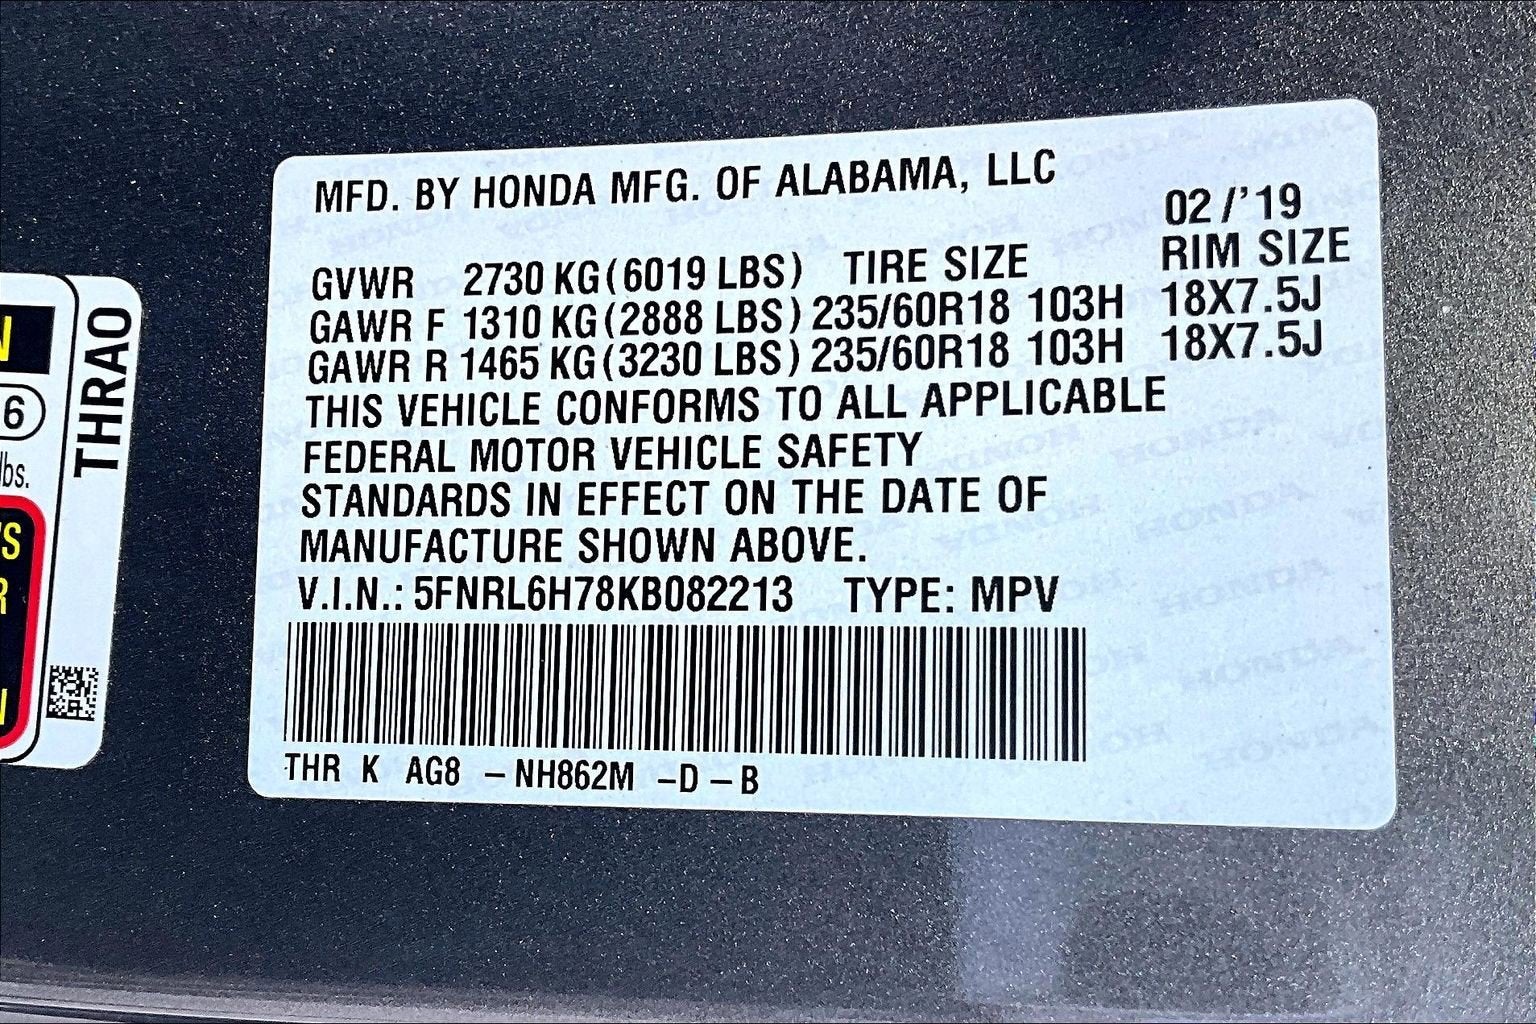 MFD. BY HONDA MFG. OF ALABAMA, LLC
02/'19
GVWR 2730 KG(6019 LBS) TIRE SIZE RIM SIZE
GAWR F 1310 KG(2888 LBS) 235/60R18 103H 18X7.5J
GAWR R 1465 KG(3230 LBS) 235/60R18 103H 18X7.5J
THIS VEHICLE CONFORMS TO ALL APPLICABLE
FEDERAL MOTOR VEHICLE SAFETY
STANDARDS IN EFFECT ON THE DATE OF
MANUFACTURE SHOWN ABOVE.
V.I.N.: 5FNRL6H78KB082213 TYPE: MPV
THR K AG8 –NH862M –D–B
THRAO
6
lbs.